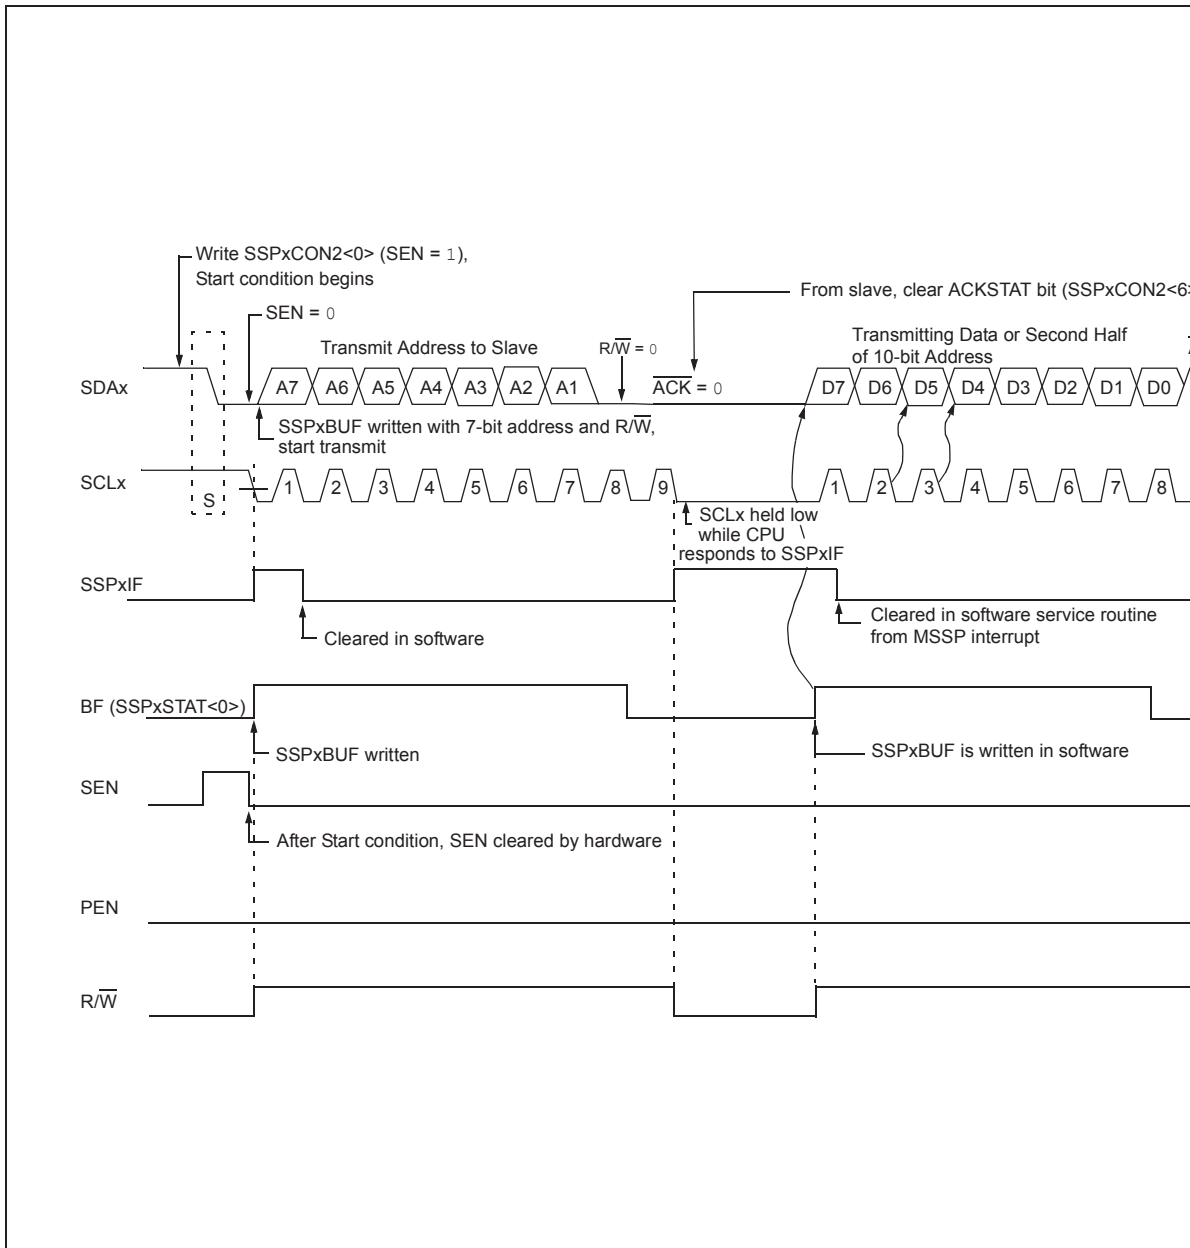 Write SSPxCON2<0> (SEN = 1),
Start condition begins
From slave, clear ACKSTAT bit (SSPxCON2<6>
SEN = 0
Transmit Address to Slave
R/W̅ = 0
Transmitting Data or Second Half
of 10-bit Address
SDAx
A7 A6 A5 A4 A3 A2 A1
A̅C̅K̅ = 0
D7 D6 D5 D4 D3 D2 D1 D0
SSPxBUF written with 7-bit address and R/W̅,
start transmit
SCLx
S
1 2 3 4 5 6 7 8 9
1 2 3 4 5 6 7 8
SCLx held low
while CPU
responds to SSPxIF
SSPxIF
Cleared in software
Cleared in software service routine
from MSSP interrupt
BF (SSPxSTAT<0>)
SSPxBUF written
SSPxBUF is written in software
SEN
After Start condition, SEN cleared by hardware
PEN
R/W̅